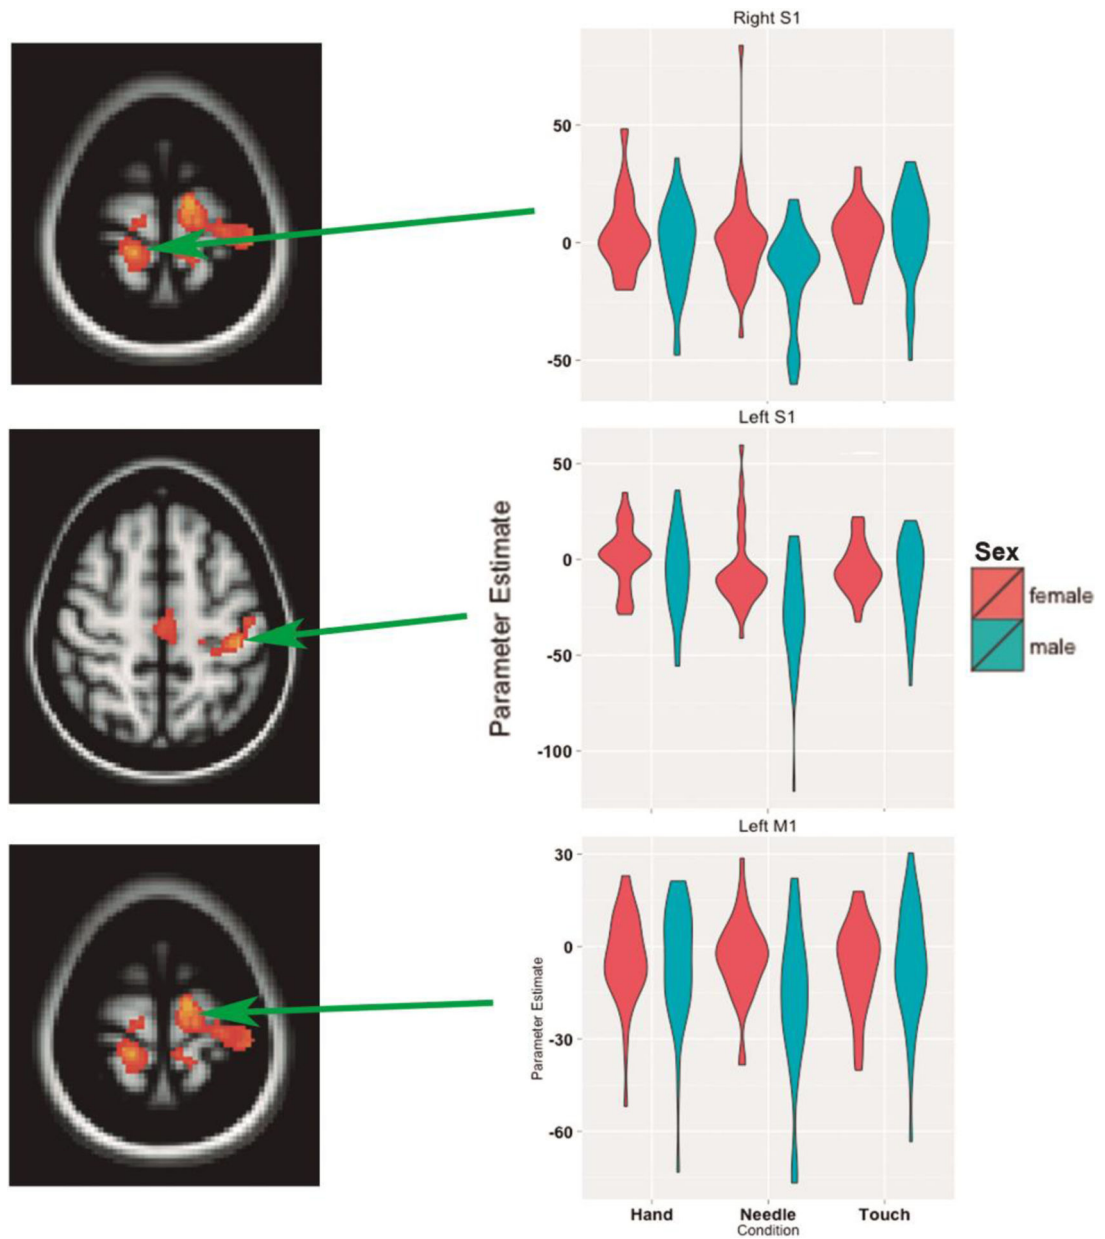 Right S1
50
0
-50
Left S1
50
0
-50
-100
Parameter Estimate
Sex
female
male
Left M1
30
0
-30
-60
Parameter Estimate
Hand Needle Touch
Condition